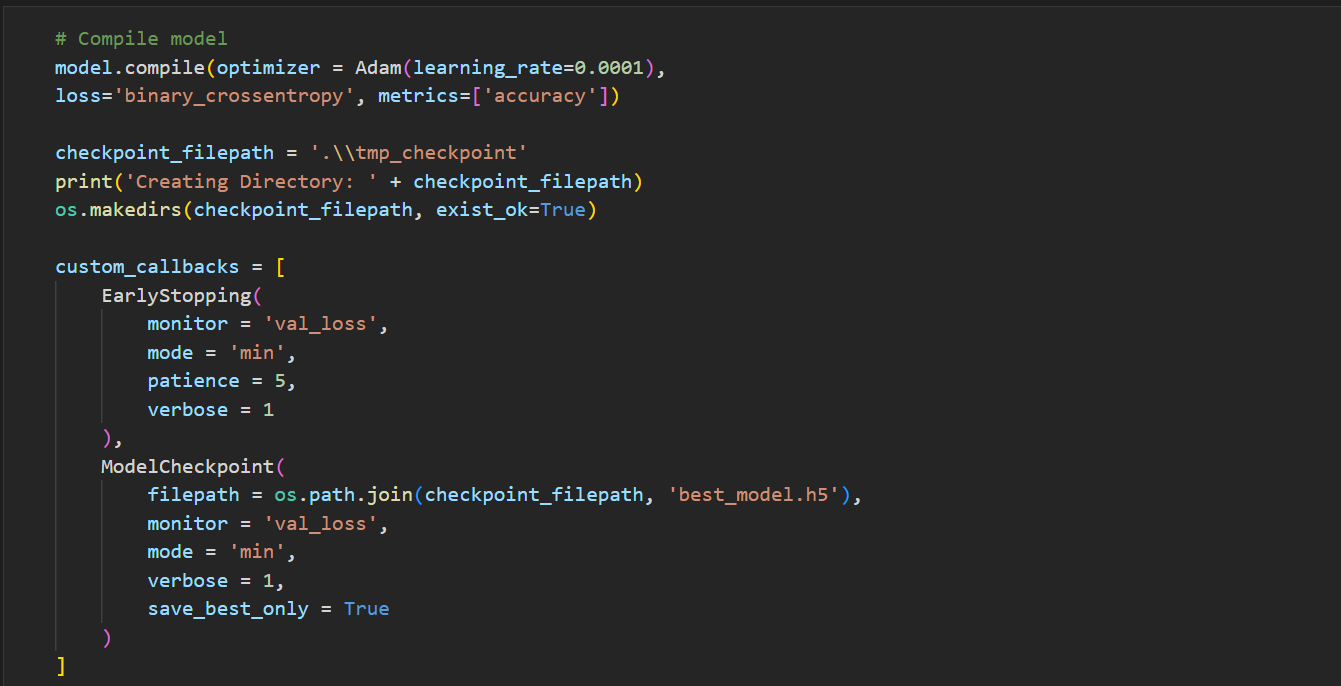 # Compile model
model.compile(optimizer = Adam(learning_rate=0.0001),
loss='binary_crossentropy', metrics=['accuracy'])
checkpoint_filepath = '.\\tmp_checkpoint'
print('Creating Directory: ' + checkpoint_filepath)
os.makedirs(checkpoint_filepath, exist_ok=True)
custom_callbacks = [
    EarlyStopping(
        monitor = 'val_loss',
        mode = 'min',
        patience = 5,
        verbose = 1
    ),
    ModelCheckpoint(
        filepath = os.path.join(checkpoint_filepath, 'best_model.h5'),
        monitor = 'val_loss',
        mode = 'min',
        verbose = 1,
        save_best_only = True
    )
]